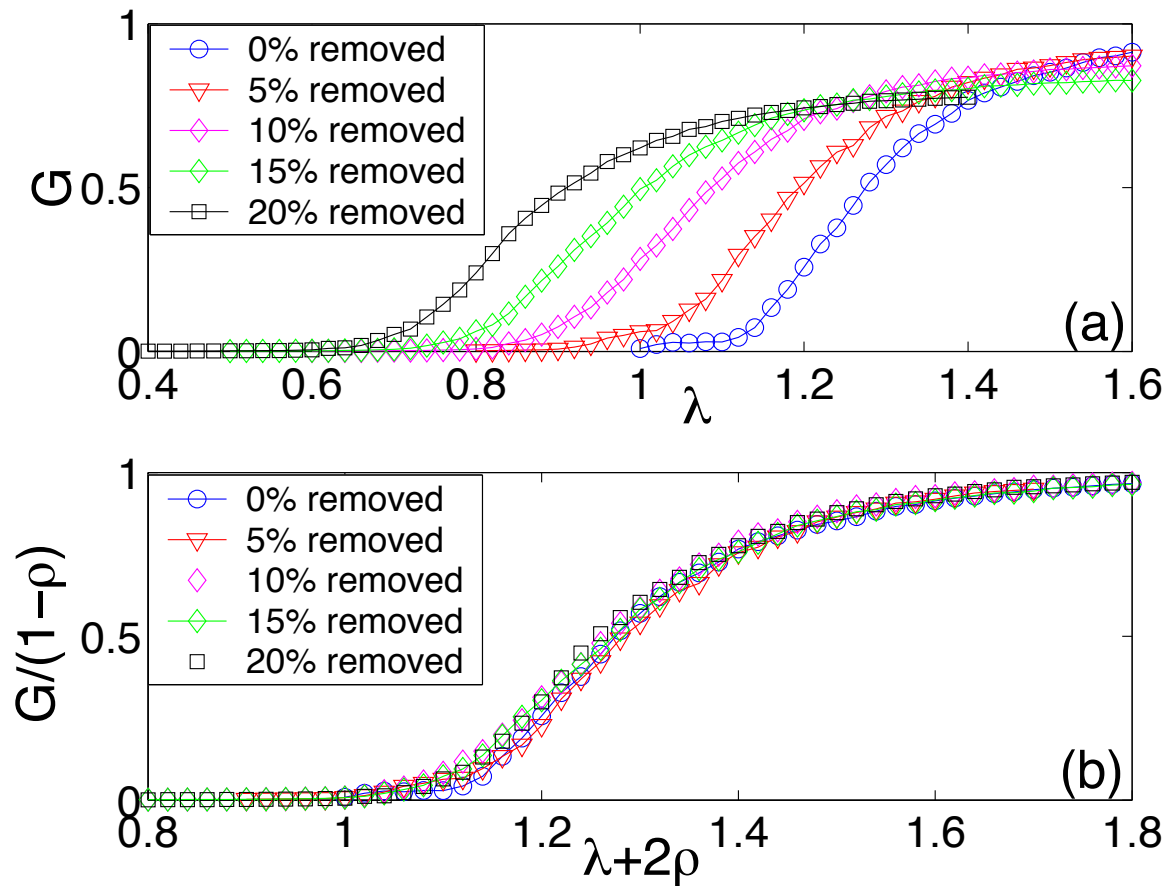 1
0% removed
5% removed
10% removed
15% removed
20% removed
G
0.5
(a)
0
0.4 0.6 0.8 1 1.2 1.4 1.6
λ
1
0% removed
5% removed
10% removed
15% removed
20% removed
G/(1−ρ)
0.5
(b)
0
0.8 1 1.2 1.4 1.6 1.8
λ+2ρ